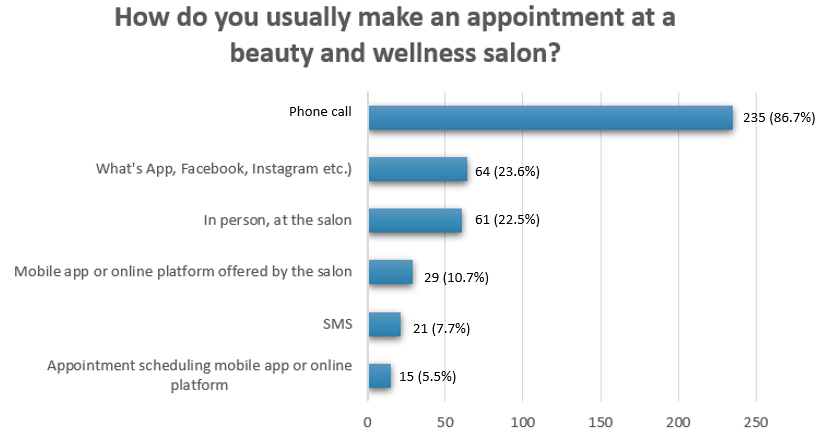 How do you usually make an appointment at a
beauty and wellness salon?
Phone call
235 (86.7%)
What's App, Facebook, Instagram etc.)
64 (23.6%)
In person, at the salon
61 (22.5%)
Mobile app or online platform offered by the salon
29 (10.7%)
SMS
21 (7.7%)
Appointment scheduling mobile app or online
platform
15 (5.5%)
0 50 100 150 200 250